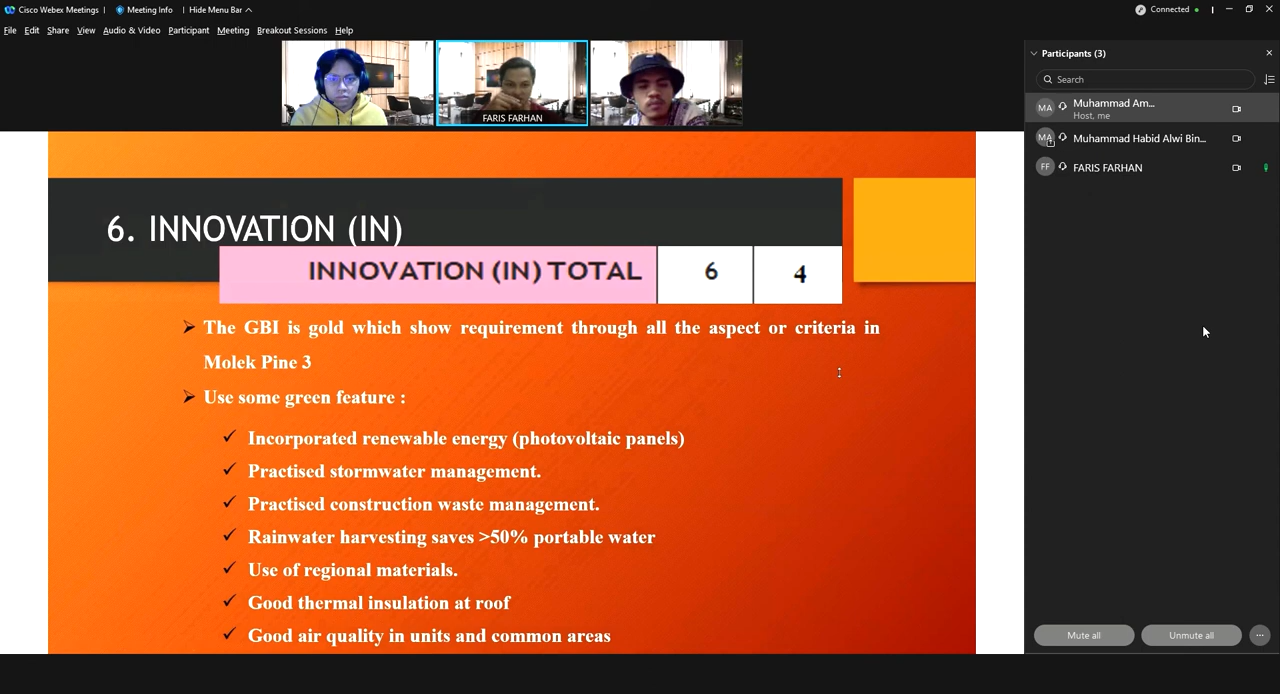 Cisco Webex Meetings
Meeting Info
Hide Menu Bar
Connected
File Edit Share View Audio & Video Participant Meeting Breakout Sessions Help
FARIS FARHAN
Participants (3)
Search
MA Muhammad Am...
Host, me
MA Muhammad Habid Alwi Bin...
FF FARIS FARHAN
6. INNOVATION (IN)
INNOVATION (IN) TOTAL 6 4
The GBI is gold which show requirement through all the aspect or criteria in
Molek Pine 3
Use some green feature :
Incorporated renewable energy (photovoltaic panels)
Practised stormwater management.
Practised construction waste management.
Rainwater harvesting saves >50% portable water
Use of regional materials.
Good thermal insulation at roof
Good air quality in units and common areas
Mute all
Unmute all